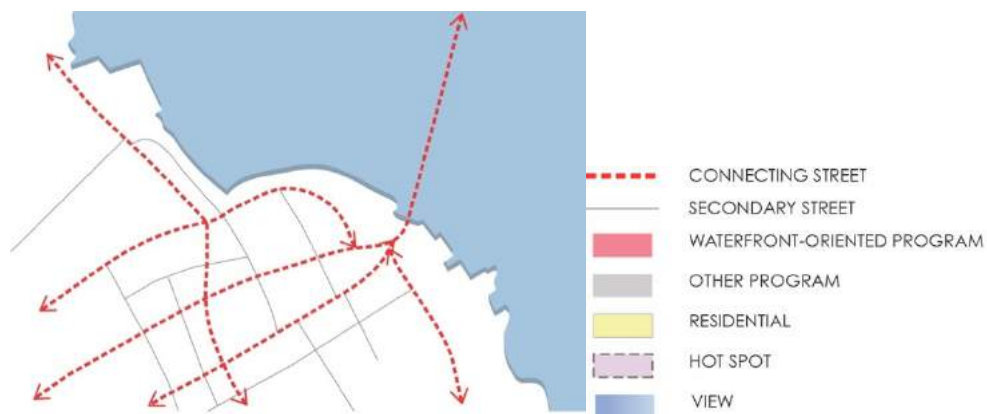 CONNECTING STREET
SECONDARY STREET
WATERFRONT-ORIENTED PROGRAM
OTHER PROGRAM
RESIDENTIAL
HOT SPOT
VIEW